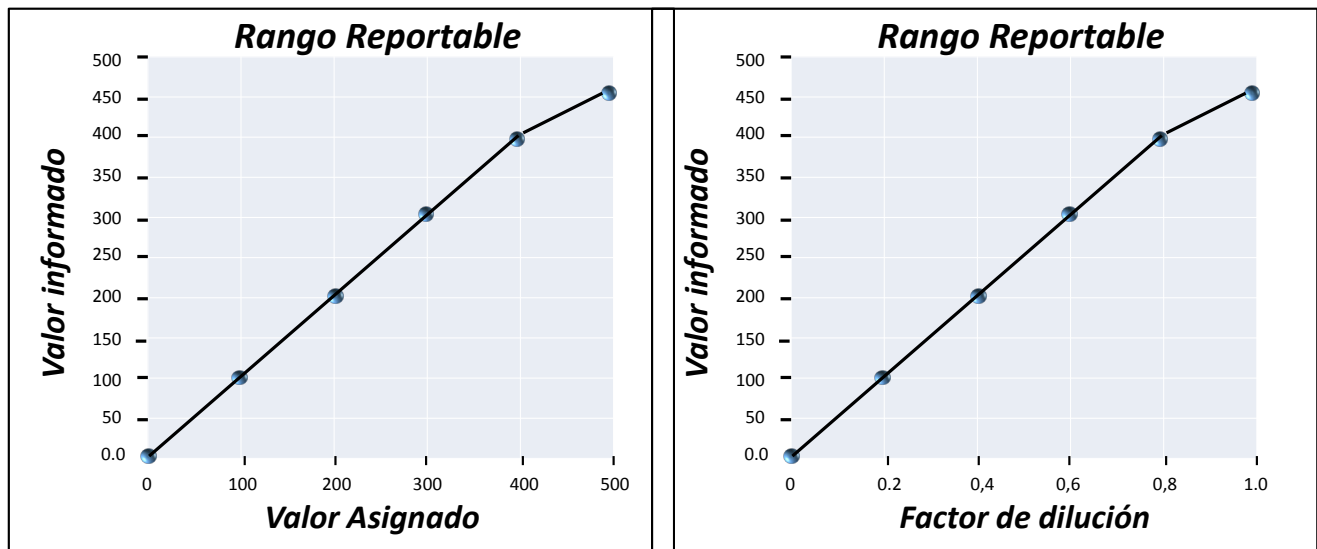 Rango Reportable
Valor informado
500
450
400
350
300
250
200
150
100
50
0.0
0 100 200 300 400 500
Valor Asignado
Rango Reportable
Valor informado
500
450
400
350
300
250
200
150
100
50
0.0
0 0.2 0,4 0,6 0,8 1.0
Factor de dilución